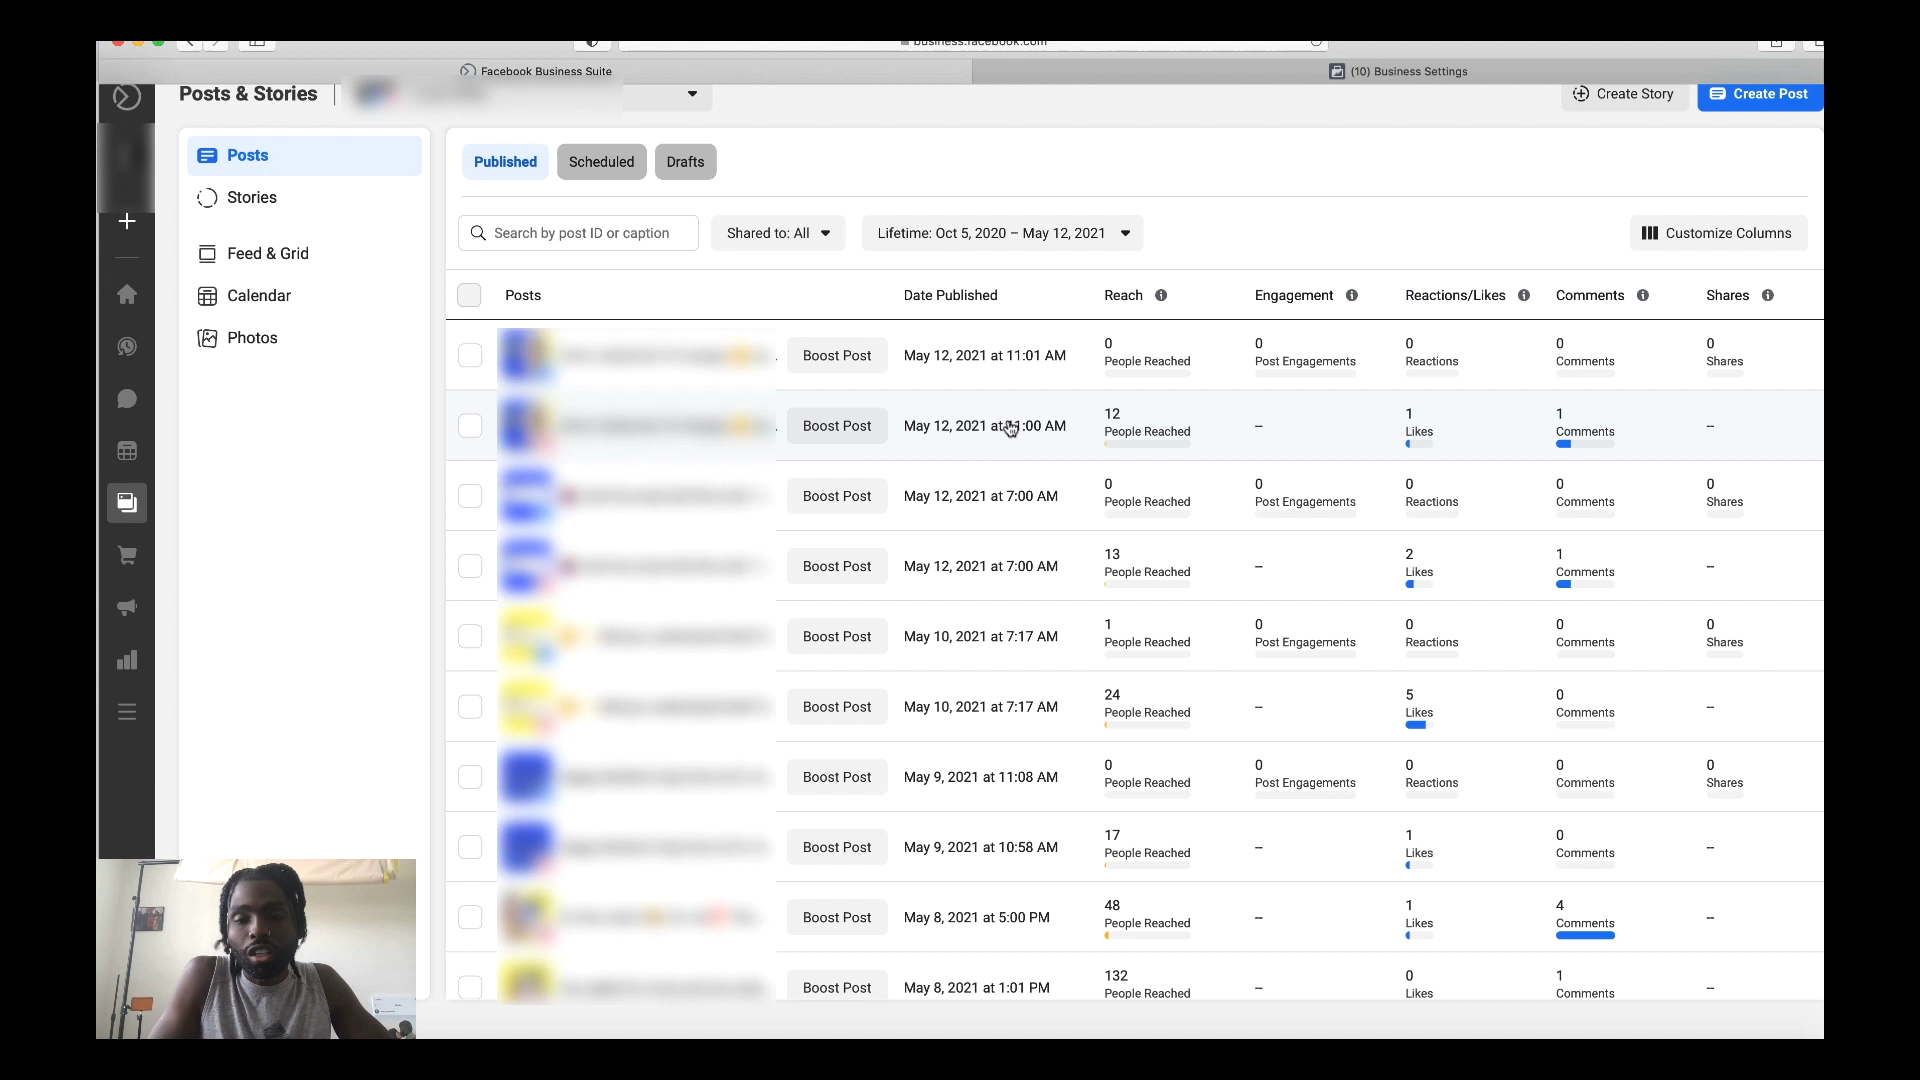 business.facebook.com
Facebook Business Suite
(10) Business Settings
Posts & Stories
Create Story
Create Post
Posts
Stories
Feed & Grid
Calendar
Photos
Published
Scheduled
Drafts
Search by post ID or caption
Shared to: All
Lifetime: Oct 5, 2020 – May 12, 2021
Customize Columns
Posts
Date Published
Reach
Engagement
Reactions/Likes
Comments
Shares
Boost Post
May 12, 2021 at 11:01 AM
0
People Reached
0
Post Engagements
0
Reactions
0
Comments
0
Shares
Boost Post
May 12, 2021 at 1:00 AM
12
People Reached
–
1
Likes
1
Comments
–
Boost Post
May 12, 2021 at 7:00 AM
0
People Reached
0
Post Engagements
0
Reactions
0
Comments
0
Shares
Boost Post
May 12, 2021 at 7:00 AM
13
People Reached
–
2
Likes
1
Comments
–
Boost Post
May 10, 2021 at 7:17 AM
1
People Reached
0
Post Engagements
0
Reactions
0
Comments
0
Shares
Boost Post
May 10, 2021 at 7:17 AM
24
People Reached
–
5
Likes
0
Comments
–
Boost Post
May 9, 2021 at 11:08 AM
0
People Reached
0
Post Engagements
0
Reactions
0
Comments
0
Shares
Boost Post
May 9, 2021 at 10:58 AM
17
People Reached
–
1
Likes
0
Comments
–
Boost Post
May 8, 2021 at 5:00 PM
48
People Reached
–
1
Likes
4
Comments
–
Boost Post
May 8, 2021 at 1:01 PM
132
People Reached
–
0
Likes
1
Comments
–